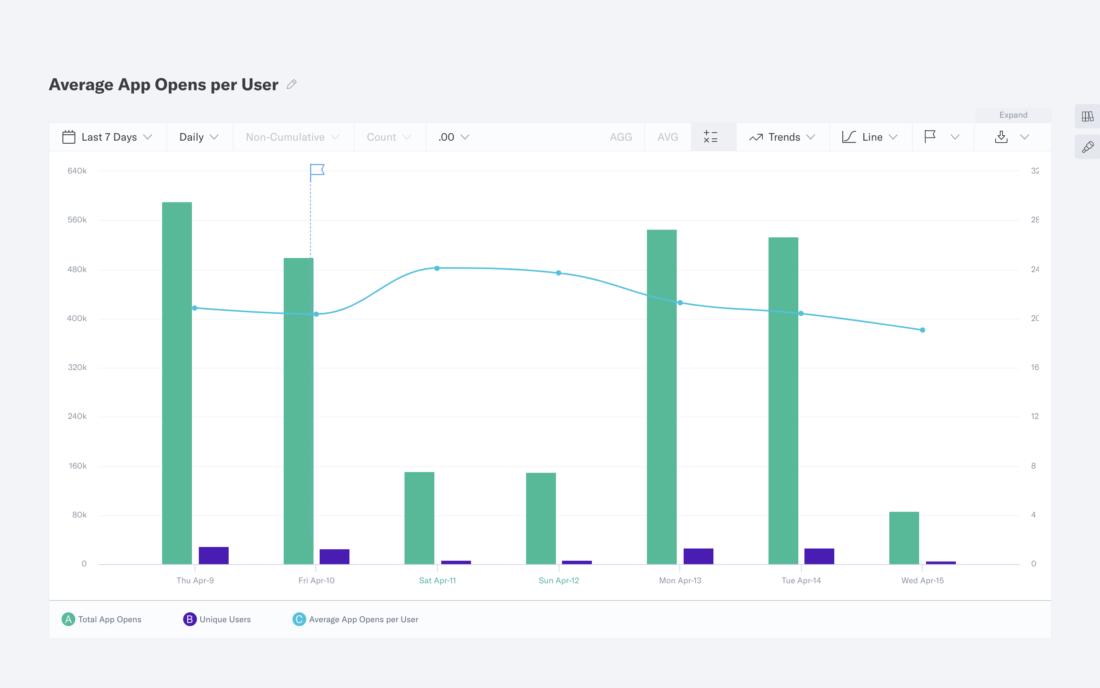 Average App Opens per User
Expand
Last 7 Days Daily Non-Cumulative Count .00 AGG AVG Trends Line
640k
560k
480k
400k
320k
240k
160k
80k
0
24
16
12
8
4
0
Thu Apr-9 Fri Apr-10 Sat Apr-11 Sun Apr-12 Mon Apr-13 Tue Apr-14 Wed Apr-15
A Total App Opens B Unique Users C Average App Opens per User